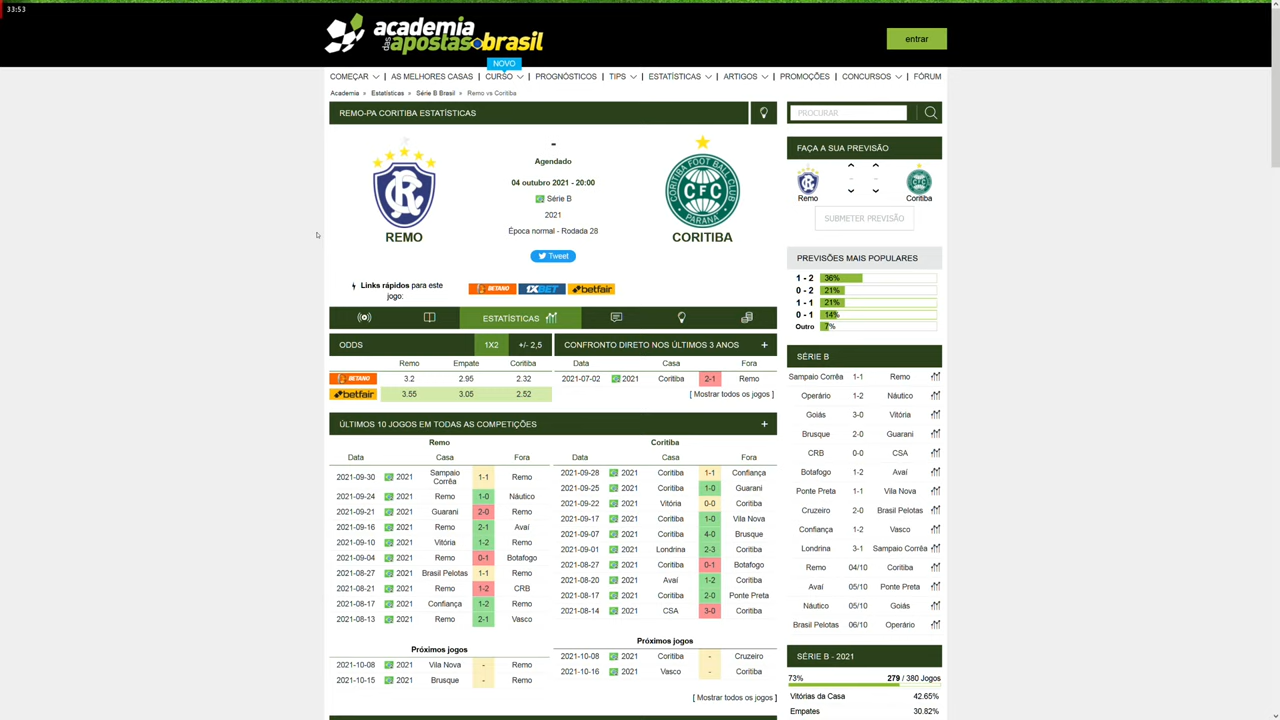 33:53
academia
das apostas brasil
entrar
NOVO
COMEÇAR | AS MELHORES CASAS | CURSO | PROGNÓSTICOS | TIPS | ESTATÍSTICAS | ARTIGOS | PROMOÇÕES | CONCURSOS | FÓRUM
Academia » Estatísticas » Série B Brasil » Remo vs Coritiba
REMO-PA CORITIBA ESTATÍSTICAS
REMO
-
Agendado
04 outubro 2021 - 20:00
Série B
2021
Época normal - Rodada 28
Tweet
CORITIBA FOOT BALL CLUB
CFC
PARANÁ
CORITIBA
Links rápidos para este
jogo:
BETANO 1XBET betfair
ESTATÍSTICAS
ODDS 1X2 +/- 2,5
Remo Empate Coritiba
BETANO 3.2 2.95 2.32
betfair 3.55 3.05 2.52
CONFRONTO DIRETO NOS ÚLTIMOS 3 ANOS +
Data Casa Fora
2021-07-02 2021 Coritiba 2-1 Remo
[ Mostrar todos os jogos ]
ÚLTIMOS 10 JOGOS EM TODAS AS COMPETIÇÕES +
Remo
Data Casa Fora
2021-09-30 2021 Sampaio Corrêa 1-1 Remo
2021-09-24 2021 Remo 1-0 Náutico
2021-09-21 2021 Guarani 2-0 Remo
2021-09-16 2021 Remo 2-1 Avaí
2021-09-10 2021 Vitória 1-2 Remo
2021-09-04 2021 Remo 0-1 Botafogo
2021-08-27 2021 Brasil Pelotas 1-1 Remo
2021-08-21 2021 Remo 1-2 CRB
2021-08-17 2021 Confiança 1-2 Remo
2021-08-13 2021 Remo 2-1 Vasco
Próximos jogos
2021-10-08 2021 Vila Nova - Remo
2021-10-15 2021 Brusque - Remo
Coritiba
Data Casa Fora
2021-09-28 2021 Coritiba 1-1 Confiança
2021-09-25 2021 Coritiba 1-0 Guarani
2021-09-22 2021 Vitória 0-0 Coritiba
2021-09-17 2021 Coritiba 1-0 Vila Nova
2021-09-07 2021 Coritiba 4-0 Brusque
2021-09-01 2021 Londrina 2-3 Coritiba
2021-08-27 2021 Coritiba 0-1 Botafogo
2021-08-20 2021 Avaí 1-2 Coritiba
2021-08-17 2021 Coritiba 2-0 Ponte Preta
2021-08-14 2021 CSA 3-0 Coritiba
Próximos jogos
2021-10-08 2021 Coritiba - Cruzeiro
2021-10-16 2021 Vasco - Coritiba
[ Mostrar todos os jogos ]
PROCURAR
FAÇA A SUA PREVISÃO
Remo - - Coritiba
SUBMETER PREVISÃO
PREVISÕES MAIS POPULARES
1 - 2 36%
0 - 2 21%
1 - 1 21%
0 - 1 14%
Outro 7%
SÉRIE B
Sampaio Corrêa 1-1 Remo
Operário 1-2 Náutico
Goiás 3-0 Vitória
Brusque 2-0 Guarani
CRB 0-0 CSA
Botafogo 1-2 Avaí
Ponte Preta 1-1 Vila Nova
Cruzeiro 2-0 Brasil Pelotas
Confiança 1-2 Vasco
Londrina 3-1 Sampaio Corrêa
Remo 04/10 Coritiba
Avaí 05/10 Ponte Preta
Náutico 05/10 Goiás
Brasil Pelotas 06/10 Operário
SÉRIE B - 2021
73% 279 / 380 Jogos
Vitórias da Casa 42.65%
Empates 30.82%